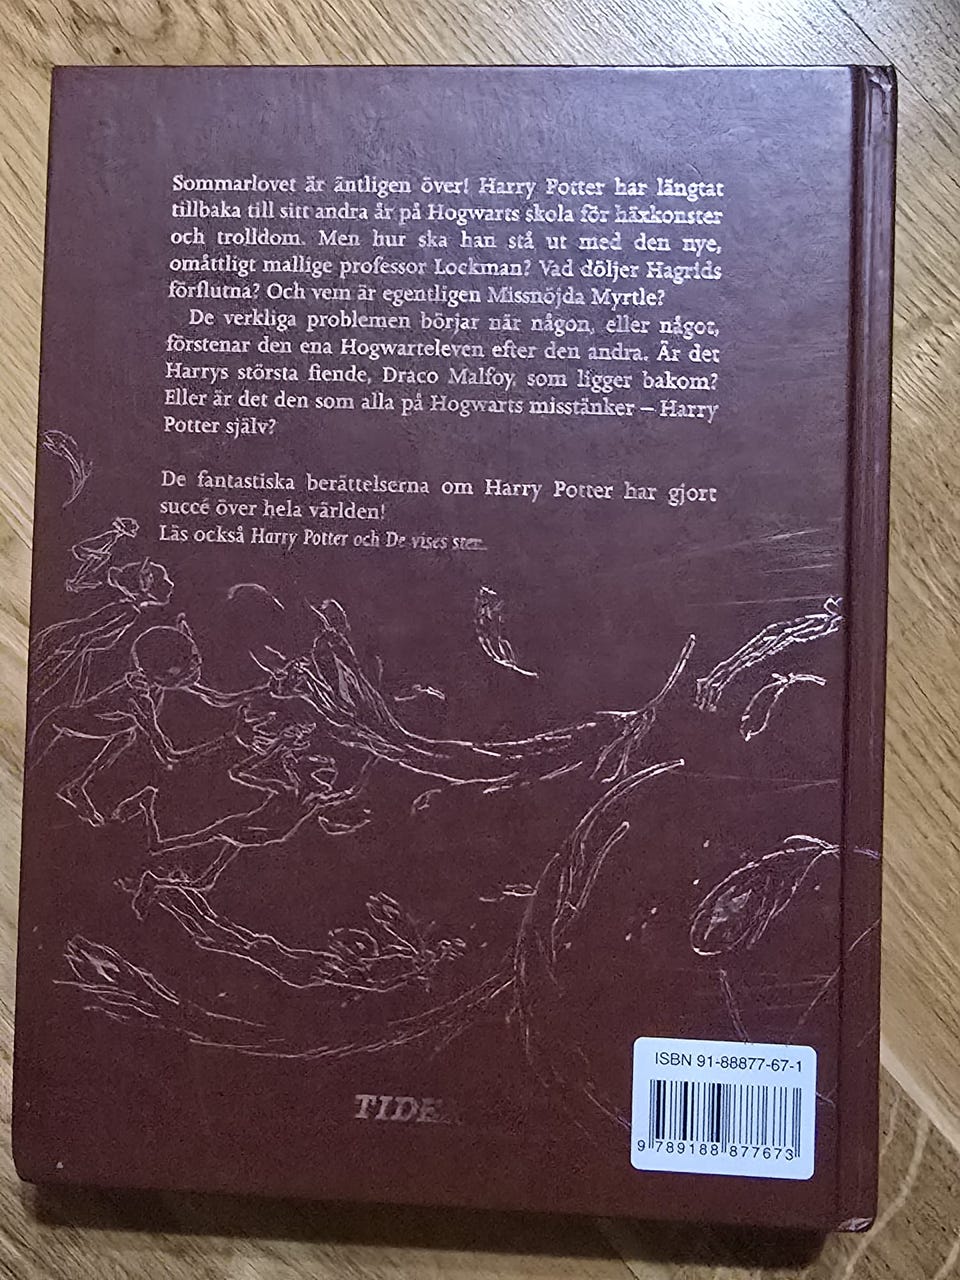 Sommarlovet är äntligen över! Harry Potter har längtat
tillbaka till sitt andra år på Hogwarts skola för häxkonster
och trolldom. Men hur ska han stå ut med den nye,
omåttligt mallige professor Lockman? Vad döljer Hagrids
förflutna? Och vem är egentligen Missnöjda Myrtle?
De verkliga problemen börjar när någon, eller något,
förstenar den ena Hogwarteleven efter den andra. Är det
Harrys största fiende, Draco Malfoy, som ligger bakom?
Eller är det den som alla på Hogwarts misstänker – Harry
Potter själv?
De fantastiska berättelserna om Harry Potter har gjort
succé över hela världen!
Läs också Harry Potter och De vises sten.
TIDE
ISBN 91-88877-67-1
9 789188 877673